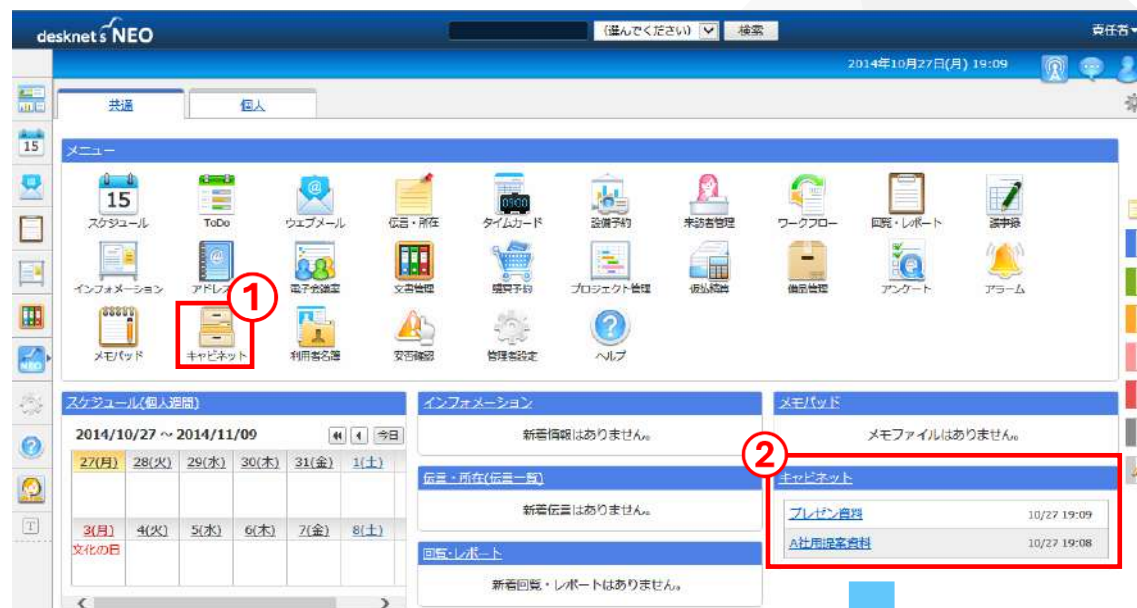 desknet's NEO
(選んでください) 検索
責任者
2014年10月27日(月) 19:09
15
共通 個人
メニュー
15
スケジュール ToDo ウェブメール 伝言・所在 タイムカード 設備予約 来訪者管理 ワークフロー 回覧・レポート 議事録
09:00
インフォメーション アドレス 電子会議室 文書管理 購買予約 プロジェクト管理 仮払精算 備品管理 アンケート アラーム
①
メモパッド キャビネット 利用者名簿 安否確認 管理者設定 ヘルプ
NEO
スケジュール(個人週間)
2014/10/27 ~ 2014/11/09 今日
27(月) 28(火) 29(水) 30(木) 31(金) 1(土)
3(月) 4(火) 5(水) 6(木) 7(金) 8(土)
文化の日
インフォメーション
新着情報はありません。
伝言・所在(伝言一覧)
新着伝言はありません。
回覧・レポート
新着回覧・レポートはありません。
メモパッド
メモファイルはありません。
②
キャビネット
プレゼン資料 10/27 19:09
A社用提案資料 10/27 19:08
T